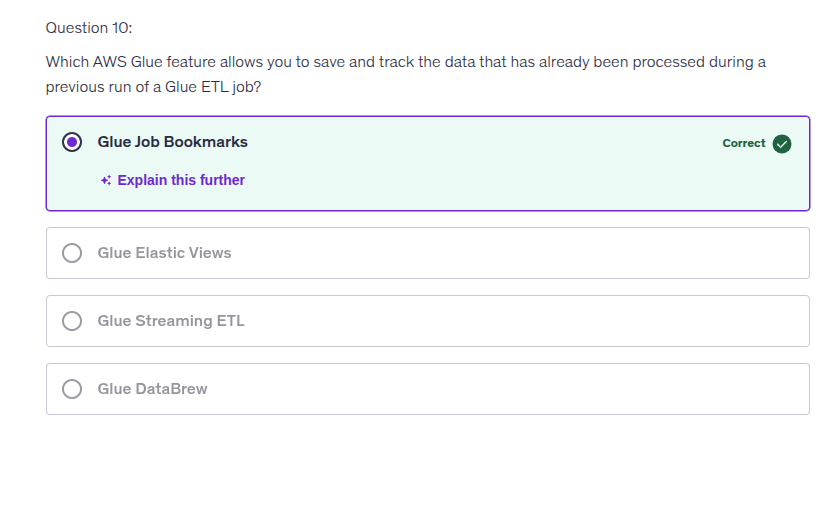 Question 10:
Which AWS Glue feature allows you to save and track the data that has already been processed during a
previous run of a Glue ETL job?
Glue Job Bookmarks
Correct
Explain this further
Glue Elastic Views
Glue Streaming ETL
Glue DataBrew